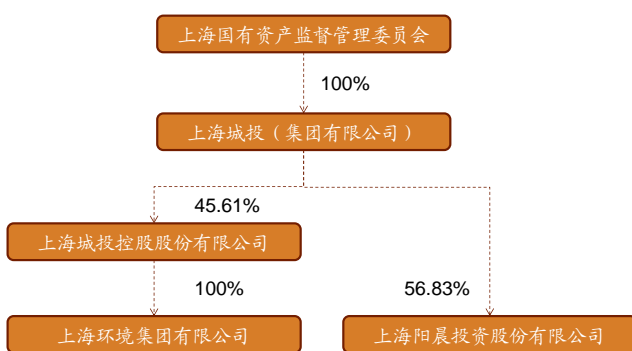 上海国有资产监督管理委员会
100%
上海城投（集团有限公司）
45.61%
上海城投控股股份有限公司
100%
56.83%
上海环境集团有限公司
上海阳晨投资股份有限公司